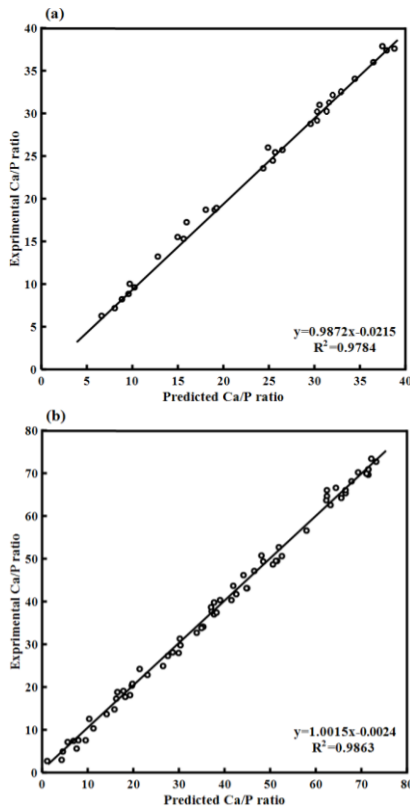 (a)
40
35
30
25
20
15
10
5
0
Exprimental Ca/P ratio
y=0.9872x-0.0215
R²=0.9784
0 5 10 15 20 25 30 35 40
Predicted Ca/P ratio
(b)
80
70
60
50
40
30
20
10
0
Exprimental Ca/P ratio
y=1.0015x-0.0024
R²=0.9863
0 10 20 30 40 50 60 70 80
Predicted Ca/P ratio